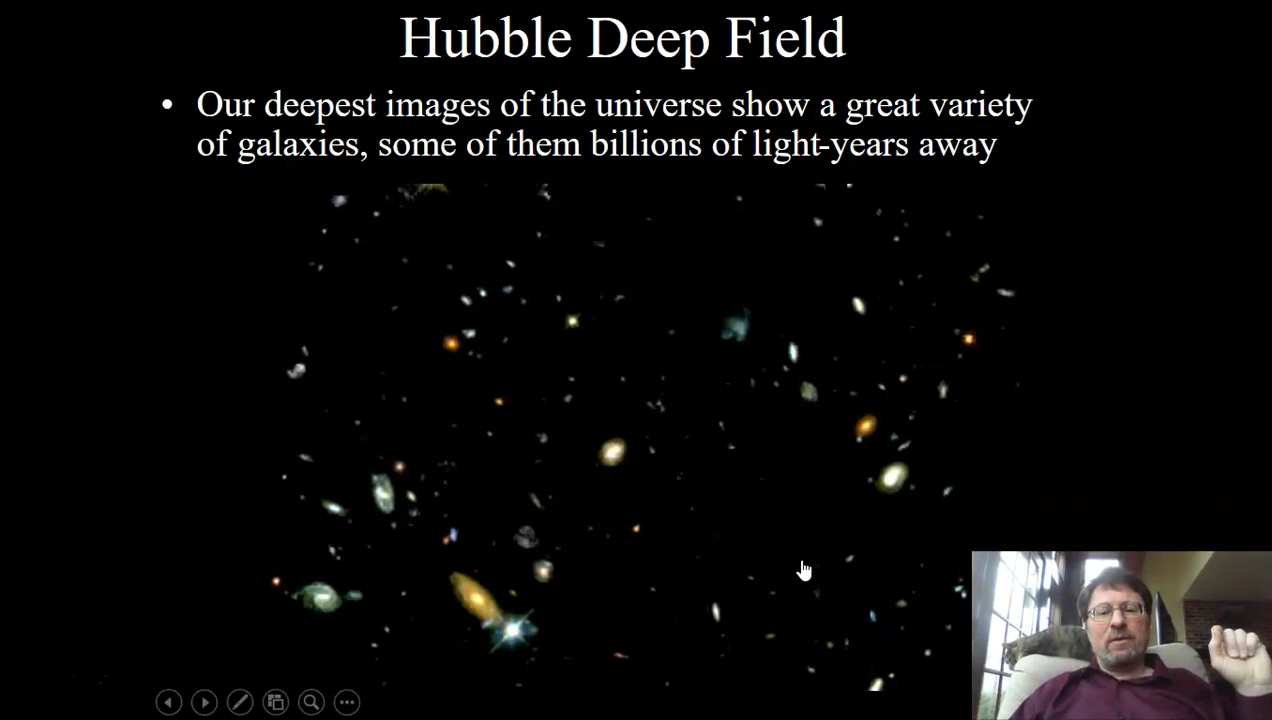 Hubble Deep Field
• Our deepest images of the universe show a great variety
of galaxies, some of them billions of light-years away